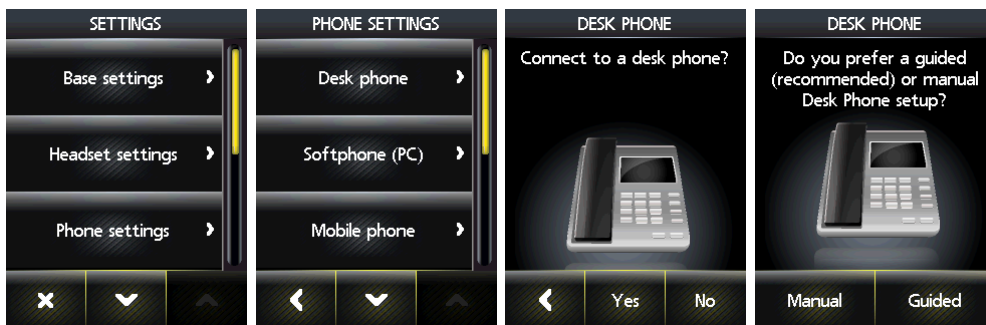 SETTINGS
Base settings
Headset settings
Phone settings
PHONE SETTINGS
Desk phone
Softphone (PC)
Mobile phone
DESK PHONE
Connect to a desk phone?
Yes
No
DESK PHONE
Do you prefer a guided
(recommended) or manual
Desk Phone setup?
Manual
Guided